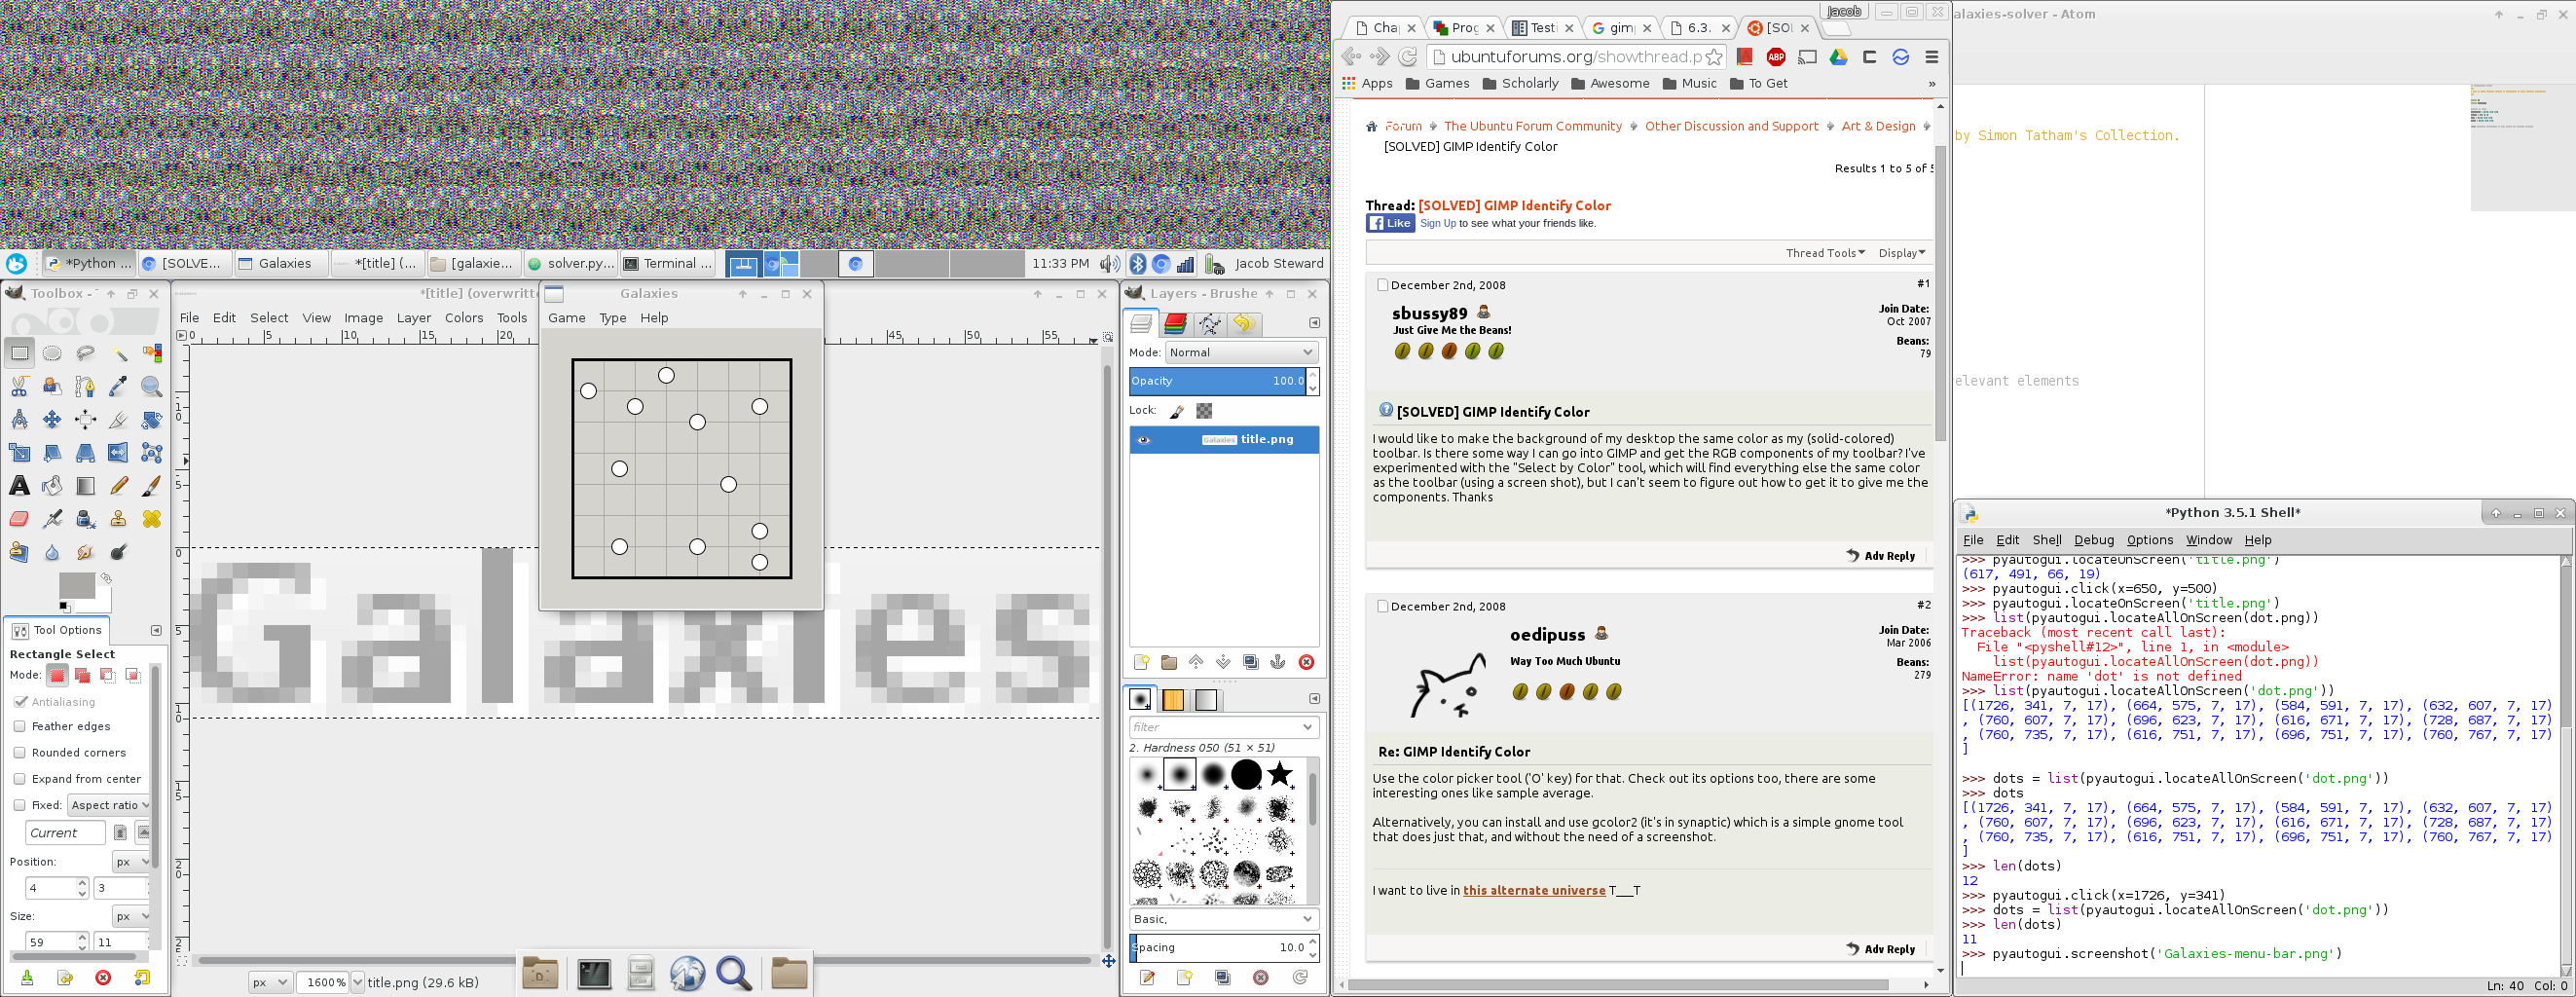 *Python ...
[SOLVE...
Galaxies
*[title] (...
[galaxie...
solver.py...
Terminal ...
11:33 PM
Jacob Steward
Toolbox -
*[title] (overwritte
File Edit Select View Image Layer Colors Tools
0 5 10 15 20 45 50 55
Galaxies
Tool Options
Rectangle Select
Mode:
Antialiasing
Feather edges
Rounded corners
Expand from center
Fixed: Aspect ratio
Current
Position: px
4 3
Size: px
59 11
px 1600% title.png (29.6 kB)
Galaxies
Game Type Help
Layers - Brushe
Mode: Normal
Opacity 100.0
Lock:
Galaxies title.png
filter
2. Hardness 050 (51 × 51)
Basic,
Spacing 10.0
Jacob
Cha
Prog
Testi
gim
6.3.
[SO
ubuntuforums.org/showthread.p
ABP
Apps Games Scholarly Awesome Music To Get »
Forum The Ubuntu Forum Community Other Discussion and Support Art & Design
[SOLVED] GIMP Identify Color
Results 1 to 5 of 5
Thread: [SOLVED] GIMP Identify Color
Like Sign Up to see what your friends like.
Thread Tools Display
December 2nd, 2008 #1
sbussy89
Just Give Me the Beans!
Join Date:
Oct 2007
Beans:
79
[SOLVED] GIMP Identify Color
I would like to make the background of my desktop the same color as my (solid-colored)
toolbar. Is there some way I can go into GIMP and get the RGB components of my toolbar? I've
experimented with the "Select by Color" tool, which will find everything else the same color
as the toolbar (using a screen shot), but I can't seem to figure out how to get it to give me the
components. Thanks
Adv Reply
December 2nd, 2008 #2
oedipuss
Way Too Much Ubuntu
Join Date:
Mar 2006
Beans:
279
Re: GIMP Identify Color
Use the color picker tool ('O' key) for that. Check out its options too, there are some
interesting ones like sample average.
Alternatively, you can install and use gcolor2 (it's in synaptic) which is a simple gnome tool
that does just that, and without the need of a screenshot.
I want to live in this alternate universe T___T
Adv Reply
alaxies-solver - Atom
by Simon Tatham's Collection.
elevant elements
*Python 3.5.1 Shell*
File Edit Shell Debug Options Window Help
>>> pyautogui.locateOnScreen('title.png')
(617, 491, 66, 19)
>>> pyautogui.click(x=650, y=500)
>>> pyautogui.locateOnScreen('title.png')
>>> list(pyautogui.locateAllOnScreen(dot.png))
Traceback (most recent call last):
File "<pyshell#12>", line 1, in <module>
list(pyautogui.locateAllOnScreen(dot.png))
NameError: name 'dot' is not defined
>>> list(pyautogui.locateAllOnScreen('dot.png'))
[(1726, 341, 7, 17), (664, 575, 7, 17), (584, 591, 7, 17), (632, 607, 7, 17)
, (760, 607, 7, 17), (696, 623, 7, 17), (616, 671, 7, 17), (728, 687, 7, 17)
, (760, 735, 7, 17), (616, 751, 7, 17), (696, 751, 7, 17), (760, 767, 7, 17)
]
>>> dots = list(pyautogui.locateAllOnScreen('dot.png'))
>>> dots
[(1726, 341, 7, 17), (664, 575, 7, 17), (584, 591, 7, 17), (632, 607, 7, 17)
, (760, 607, 7, 17), (696, 623, 7, 17), (616, 671, 7, 17), (728, 687, 7, 17)
, (760, 735, 7, 17), (616, 751, 7, 17), (696, 751, 7, 17), (760, 767, 7, 17)
]
>>> len(dots)
12
>>> pyautogui.click(x=1726, y=341)
>>> dots = list(pyautogui.locateAllOnScreen('dot.png'))
>>> len(dots)
11
>>> pyautogui.screenshot('Galaxies-menu-bar.png')
Ln: 40 Col: 0